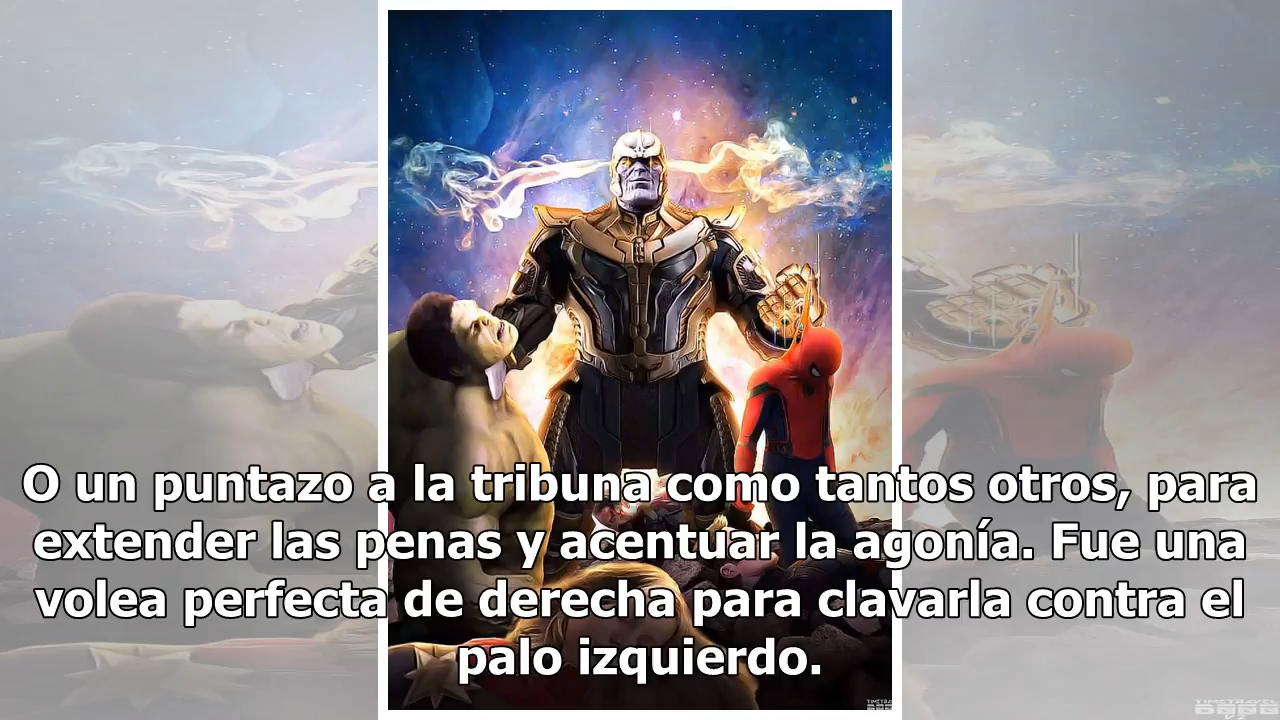 O un puntazo a la tribuna como tantos otros, para
extender las penas y acentuar la agonía. Fue una
volea perfecta de derecha para clavarla contra el
palo izquierdo.